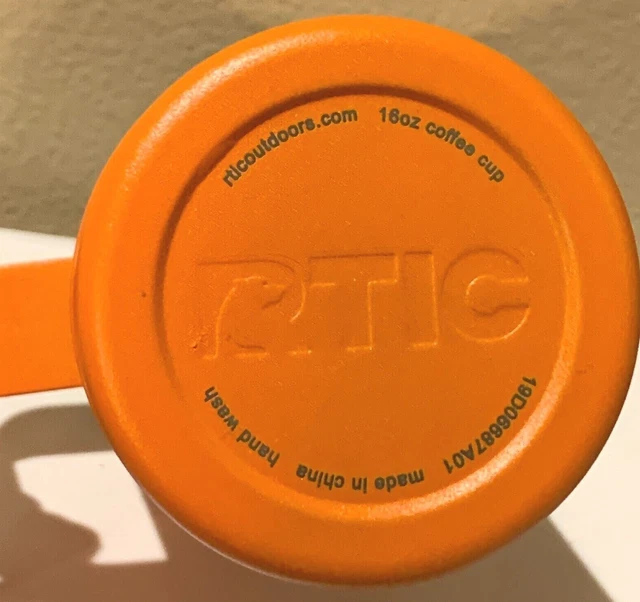 rticoutdoors.com 16oz coffee cup
RTIC
19D06687A01 made in china hand wash